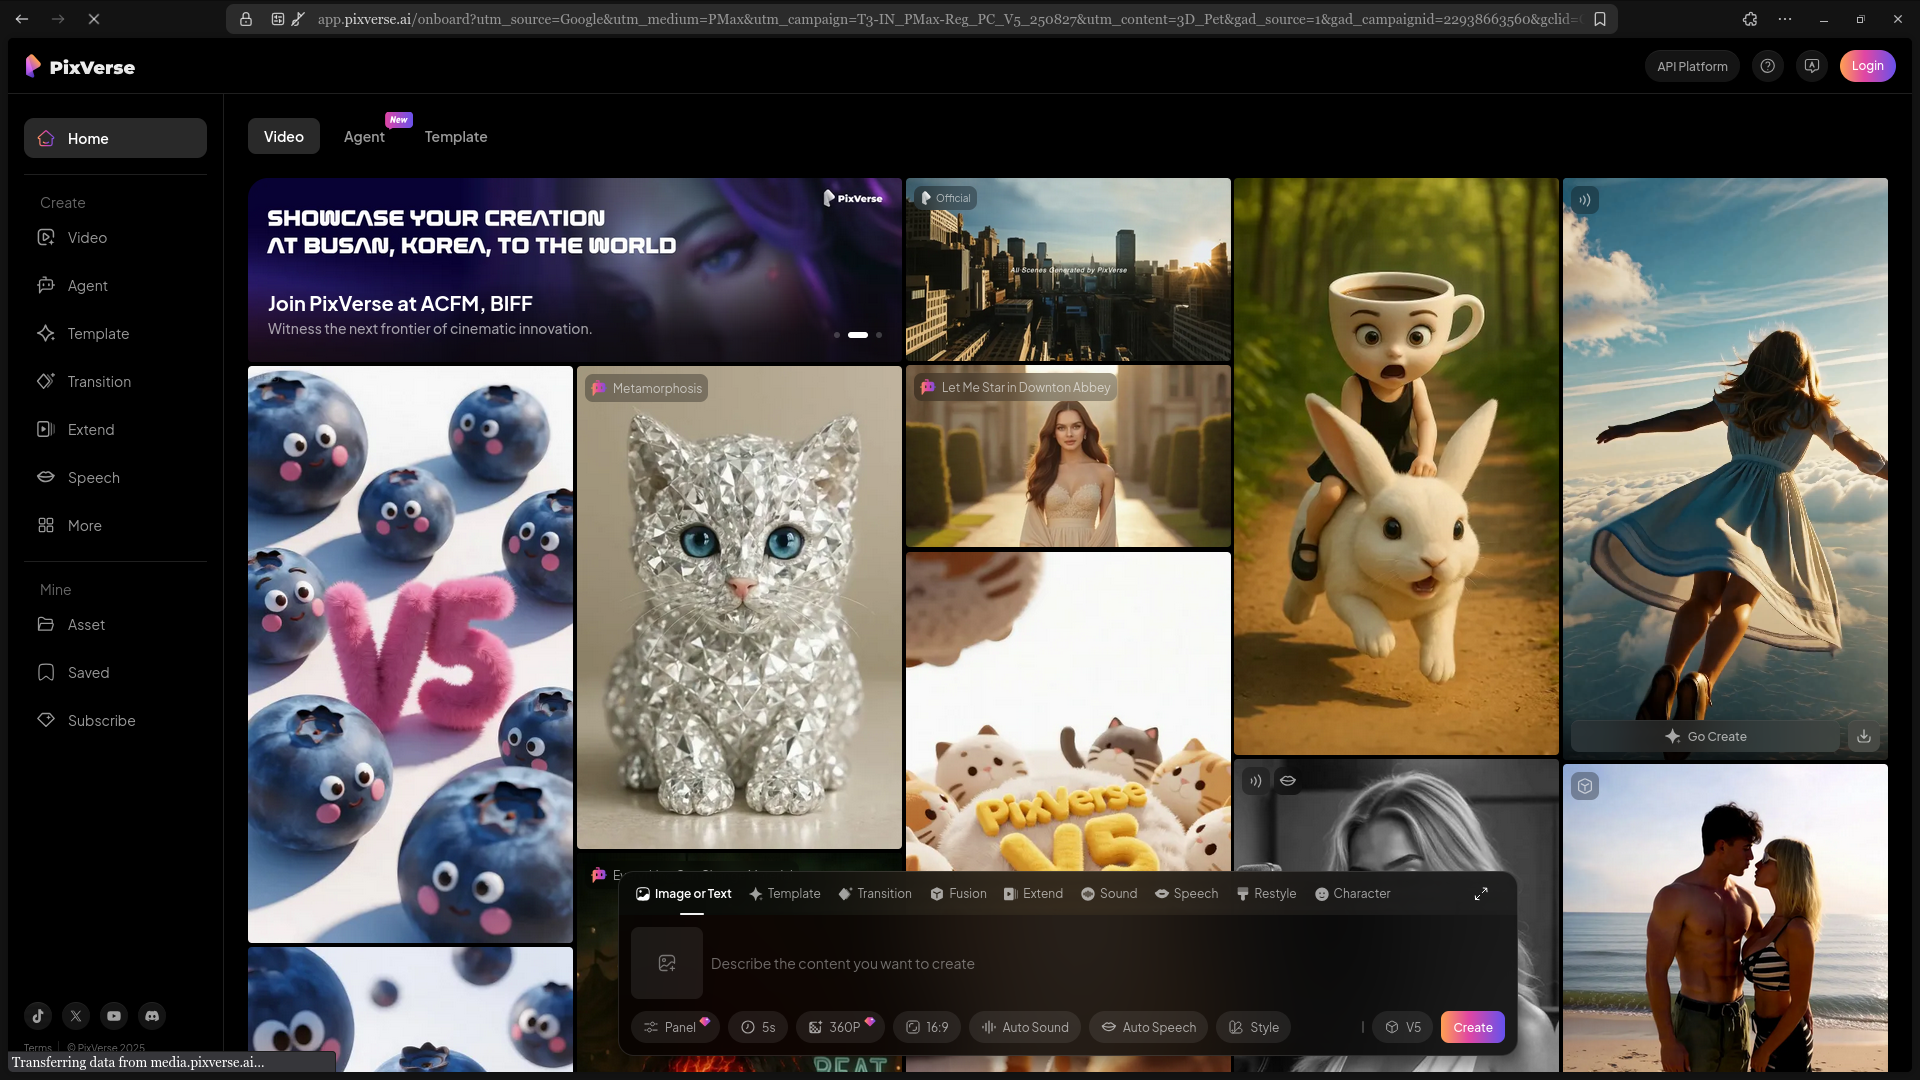 app.pixverse.ai/onboard?utm_source=Google&utm_medium=PMax&utm_campaign=T3-IN_PMax-Reg_PC_V5_250827&utm_content=3D_Pet&gad_source=1&gad_campaignid=22938663560&gclid=
PixVerse
API Platform
Login
Home
Create
Video
Agent
Template
Transition
Extend
Speech
More
Mine
Asset
Saved
Subscribe
Terms
© PixVerse 2025
Transferring data from media.pixverse.ai...
Video
Agent
New
Template
PixVerse
SHOWCASE YOUR CREATION
AT BUSAN, KOREA, TO THE WORLD
Join PixVerse at ACFM, BIFF
Witness the next frontier of cinematic innovation.
Official
All Scenes Generated by PixVerse
Metamorphosis
Let Me Star in Downton Abbey
V5
PixVerse
V5
Go Create
BEAT
Image or Text
Template
Transition
Fusion
Extend
Sound
Speech
Restyle
Character
Describe the content you want to create
Panel
5s
360P
16:9
Auto Sound
Auto Speech
Style
V5
Create